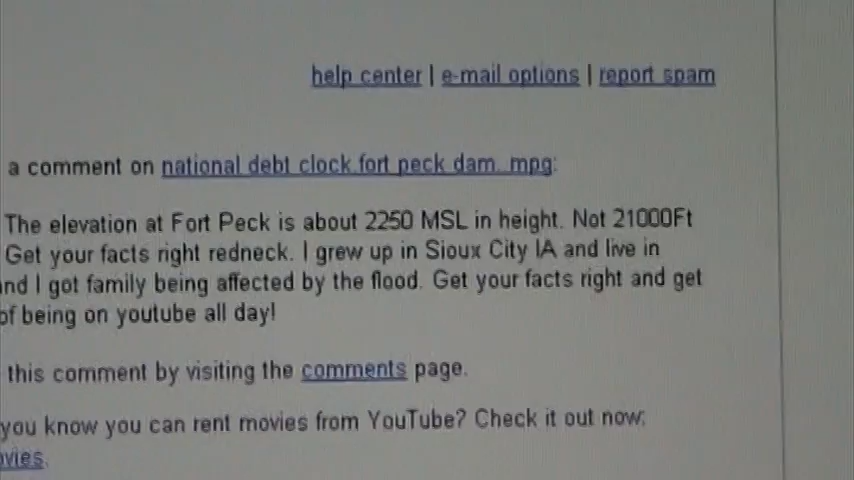 help center | e-mail options | report spam
a comment on national debt clock.fort peck dam. mpg:
The elevation at Fort Peck is about 2250 MSL in height. Not 21000Ft
Get your facts right redneck. I grew up in Sioux City IA and live in
and I got family being affected by the flood. Get your facts right and get
of being on youtube all day!
this comment by visiting the comments page.
you know you can rent movies from YouTube? Check it out now:
ovies.